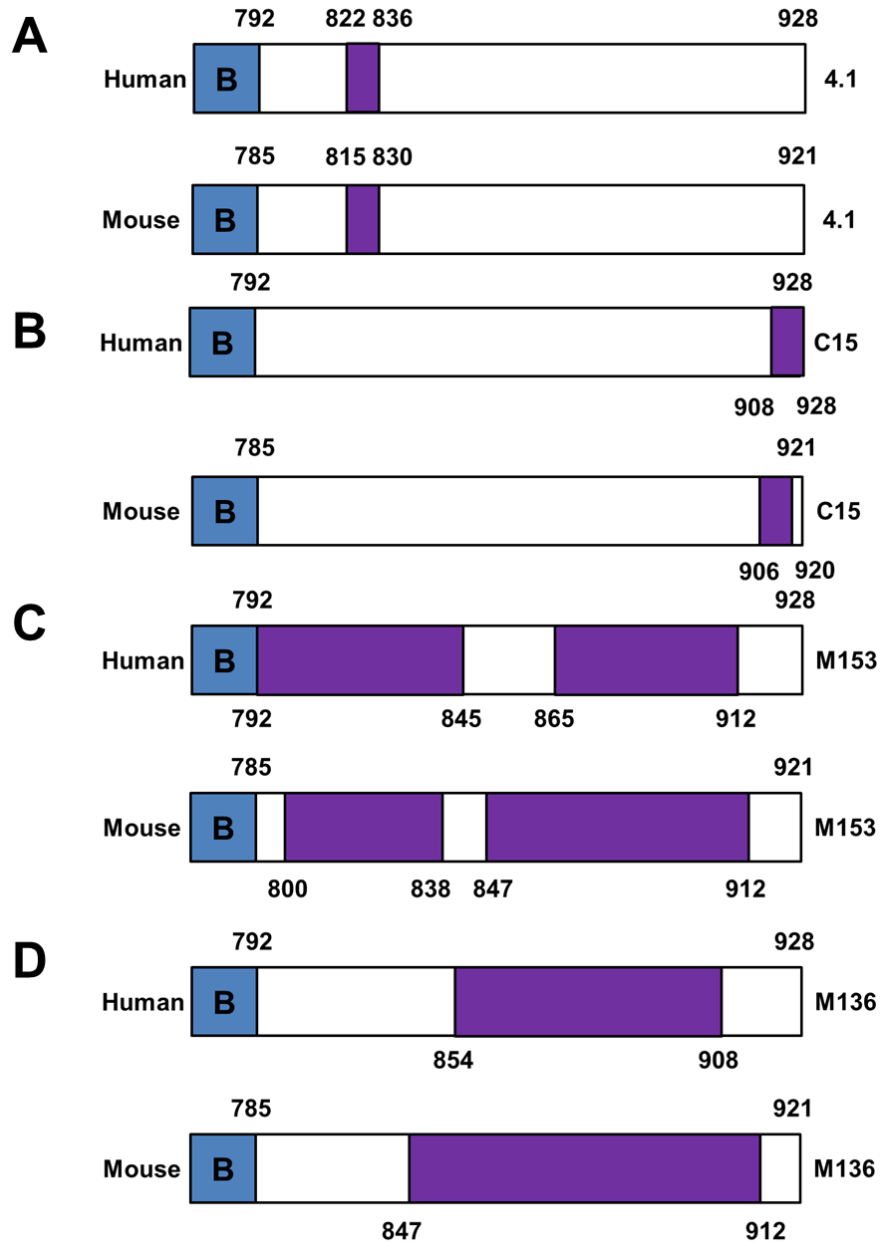 A
792 822 836 928
Human B 4.1
785 815 830 921
Mouse B 4.1
B
792 928
Human B C15
908 928
785 921
Mouse B C15
906 920
C
792 928
Human B M153
792 845 865 912
785 921
Mouse B M153
800 838 847 912
D
792 928
Human B M136
854 908
785 921
Mouse B M136
847 912